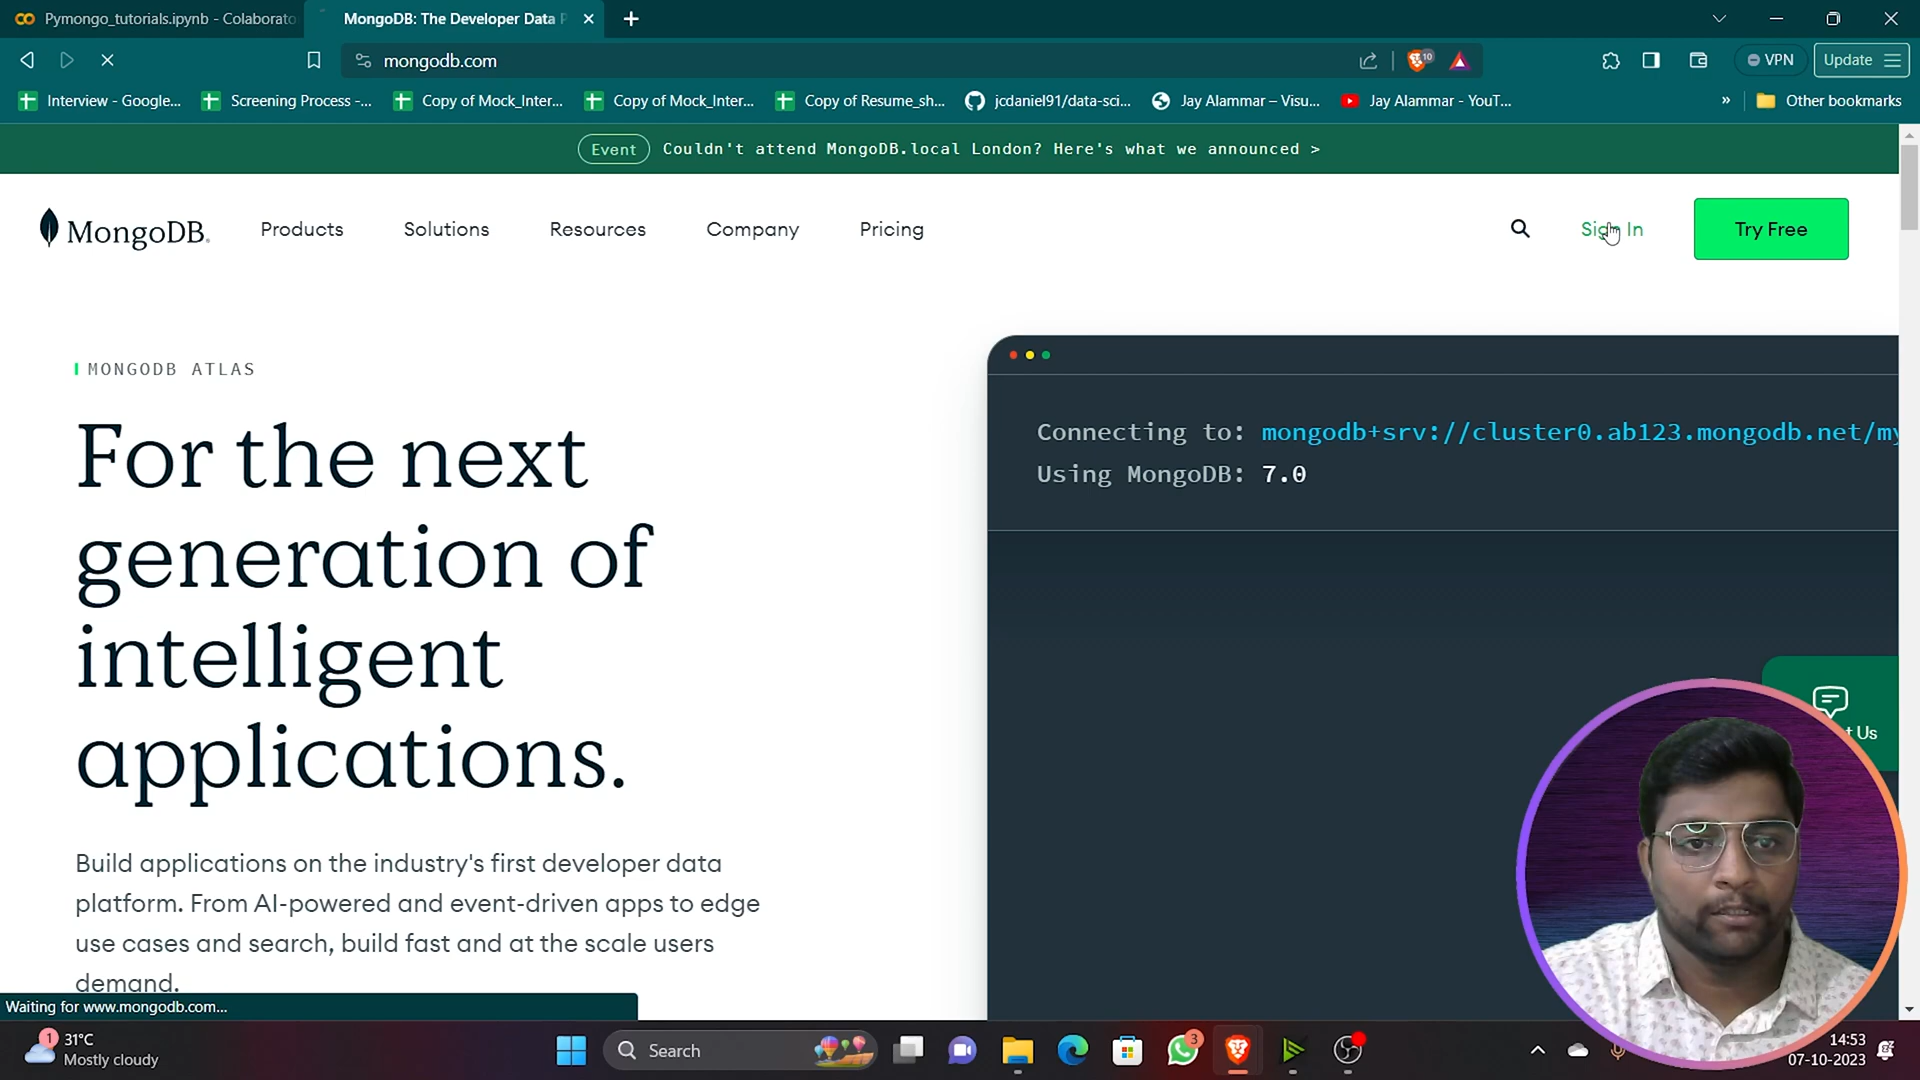 Pymongo_tutorials.ipynb - Colaborato
MongoDB: The Developer Data P
mongodb.com
10
VPN
Update
Interview - Google...
Screening Process -...
Copy of Mock_Inter...
Copy of Mock_Inter...
Copy of Resume_sh...
jcdaniel91/data-sci...
Jay Alammar – Visu...
Jay Alammar - YouT...
»
Other bookmarks
Event
Couldn't attend MongoDB.local London? Here's what we announced >
MongoDB.
Products
Solutions
Resources
Company
Pricing
Sign In
Try Free
MONGODB ATLAS
For the next
generation of
intelligent
applications.
Connecting to: mongodb+srv://cluster0.ab123.mongodb.net/my
Using MongoDB: 7.0
t Us
Build applications on the industry's first developer data
platform. From AI-powered and event-driven apps to edge
use cases and search, build fast and at the scale users
demand.
Waiting for www.mongodb.com...
1
31°C
Mostly cloudy
Search
3
14:53
07-10-2023